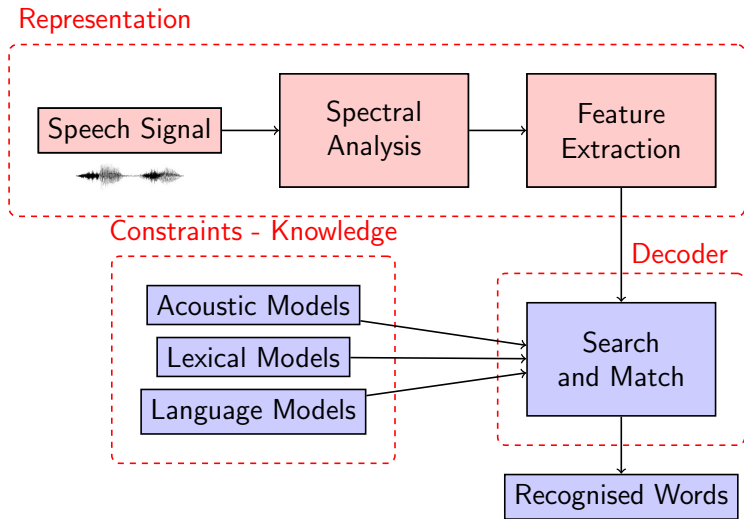 Representation
Speech Signal
Spectral
Analysis
Feature
Extraction
Constraints - Knowledge
Decoder
Acoustic Models
Lexical Models
Language Models
Search
and Match
Recognised Words